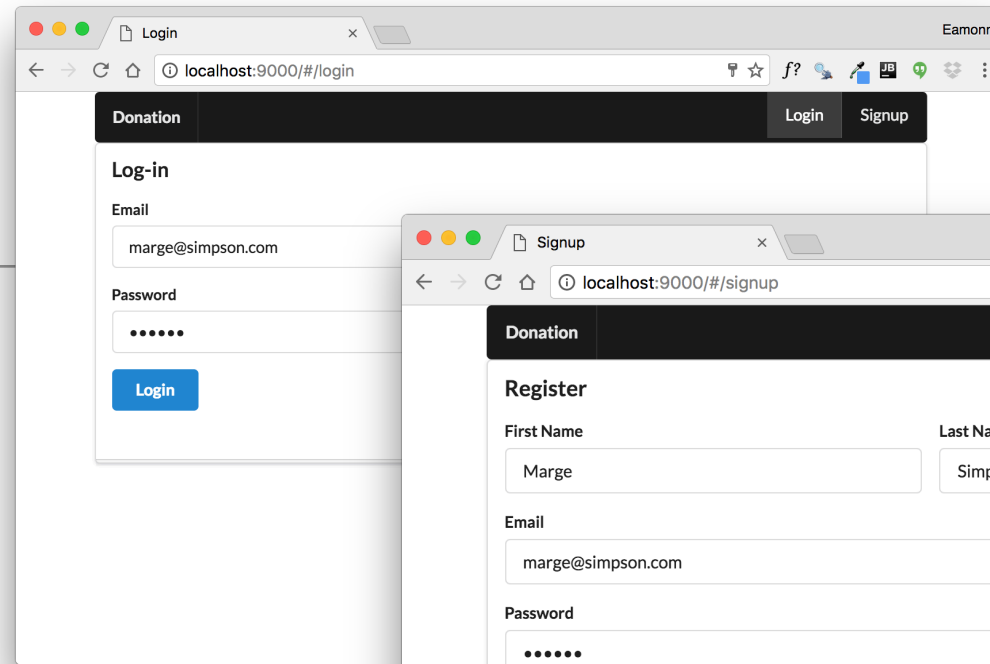 Login
Eamonn
localhost:9000/#/login
f?
JB
Donation
Login
Signup
Log-in
Email
marge@simpson.com
Password
••••••
Login
Signup
localhost:9000/#/signup
Donation
Register
First Name
Last Na
Marge
Simp
Email
marge@simpson.com
Password
••••••